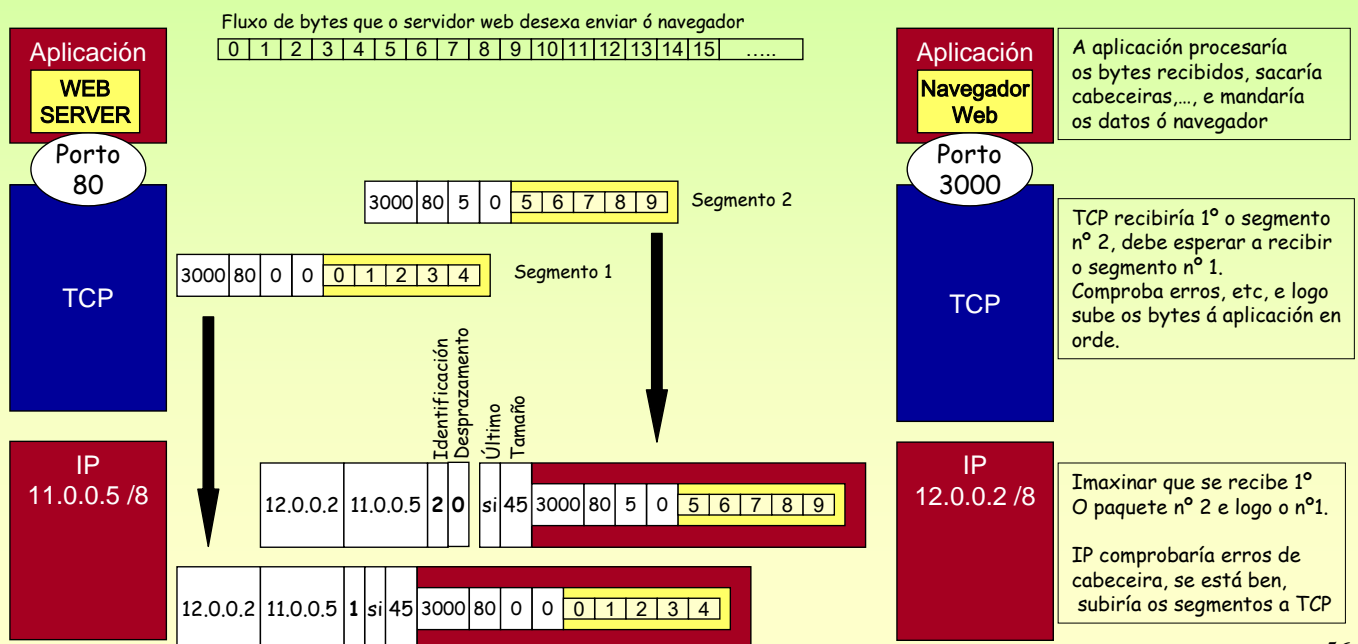 Fluxo de bytes que o servidor web desexa enviar ó navegador
0 1 2 3 4 5 6 7 8 9 10 11 12 13 14 15 .....
Aplicación
WEB
SERVER
Porto
80
TCP
IP
11.0.0.5 /8
3000 80 5 0 5 6 7 8 9
Segmento 2
3000 80 0 0 0 1 2 3 4
Segmento 1
Identificación
Desprazamento
Último
Tamaño
12.0.0.2 11.0.0.5 2 0 si 45 3000 80 5 0 5 6 7 8 9
12.0.0.2 11.0.0.5 1 si 45 3000 80 0 0 0 1 2 3 4
Aplicación
Navegador
Web
Porto
3000
TCP
IP
12.0.0.2 /8
A aplicación procesaría
os bytes recibidos, sacaría
cabeceiras,…, e mandaría
os datos ó navegador
TCP recibiría 1º o segmento
nº 2, debe esperar a recibir
o segmento nº 1.
Comproba erros, etc, e logo
sube os bytes á aplicación en
orde.
Imaxinar que se recibe 1º
O paquete nº 2 e logo o nº1.
IP comprobaría erros de
cabeceira, se está ben,
subiría os segmentos a TCP